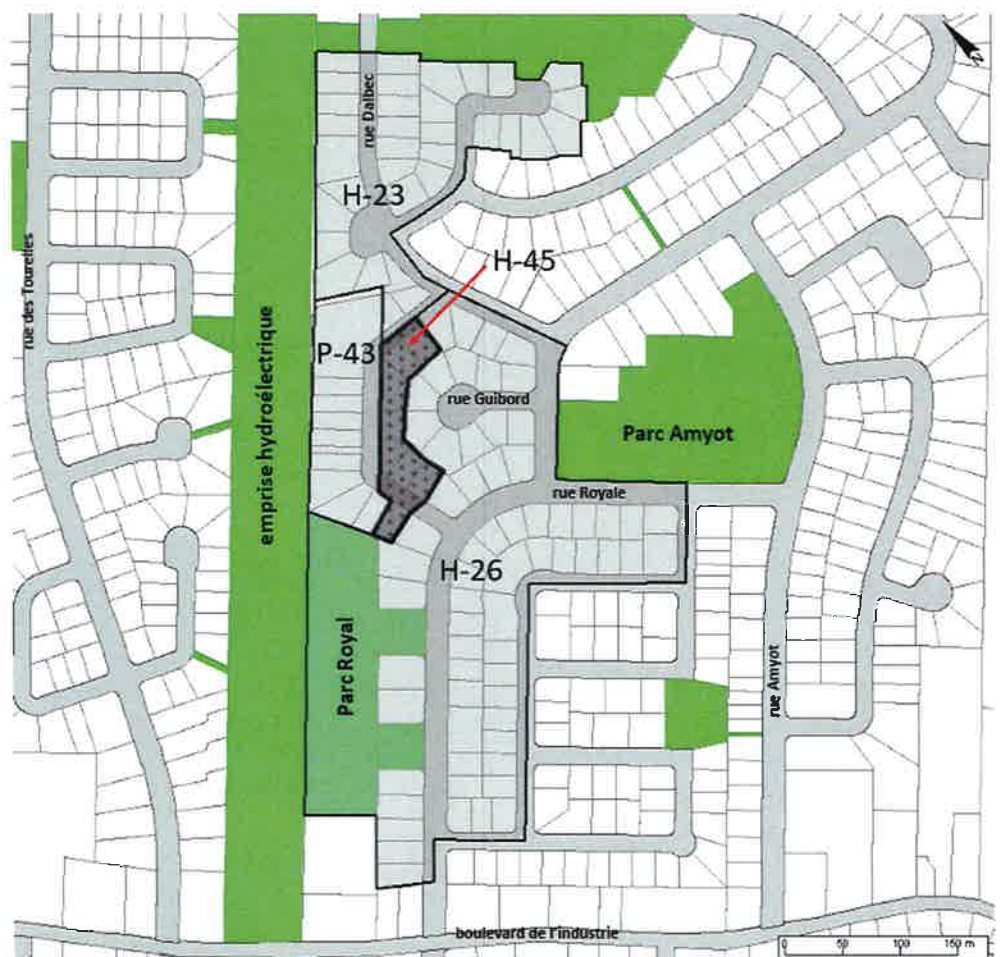 N
rue Dalbec
H-23
H-45
rue des Tourelles
P-43
emprise hydroélectrique
rue Guibord
Parc Amyot
rue Royale
H-26
Parc Royal
rue Amyot
boulevard de l'industrie
0 50 100 150 m